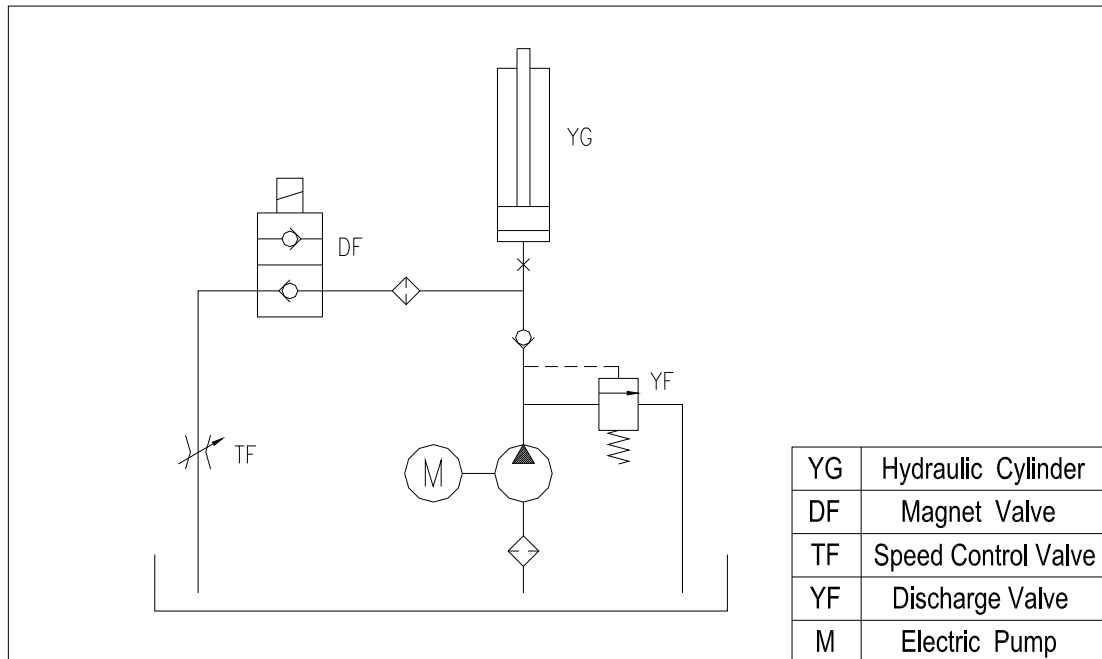 YG
DF
YF
TF
M
YG Hydraulic Cylinder
DF Magnet Valve
TF Speed Control Valve
YF Discharge Valve
M Electric Pump